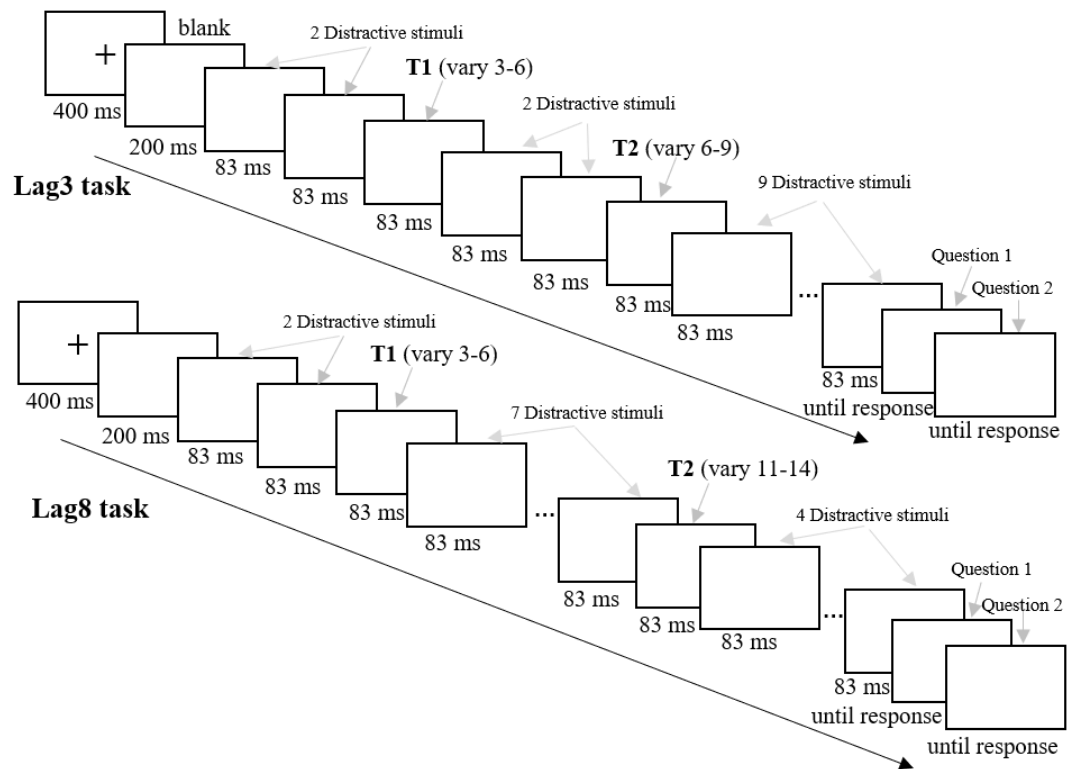 blank
2 Distractive stimuli
+
T1 (vary 3-6)
400 ms
2 Distractive stimuli
200 ms
T2 (vary 6-9)
83 ms
Lag3 task
9 Distractive stimuli
83 ms
83 ms
83 ms
Question 1
83 ms
Question 2
83 ms
...
83 ms
2 Distractive stimuli
+
T1 (vary 3-6)
83 ms
400 ms
until response
7 Distractive stimuli
until response
200 ms
83 ms
T2 (vary 11-14)
83 ms
Lag8 task
83 ms
...
4 Distractive stimuli
83 ms
Question 1
83 ms
Question 2
83 ms
...
83 ms
83 ms
until response
until response